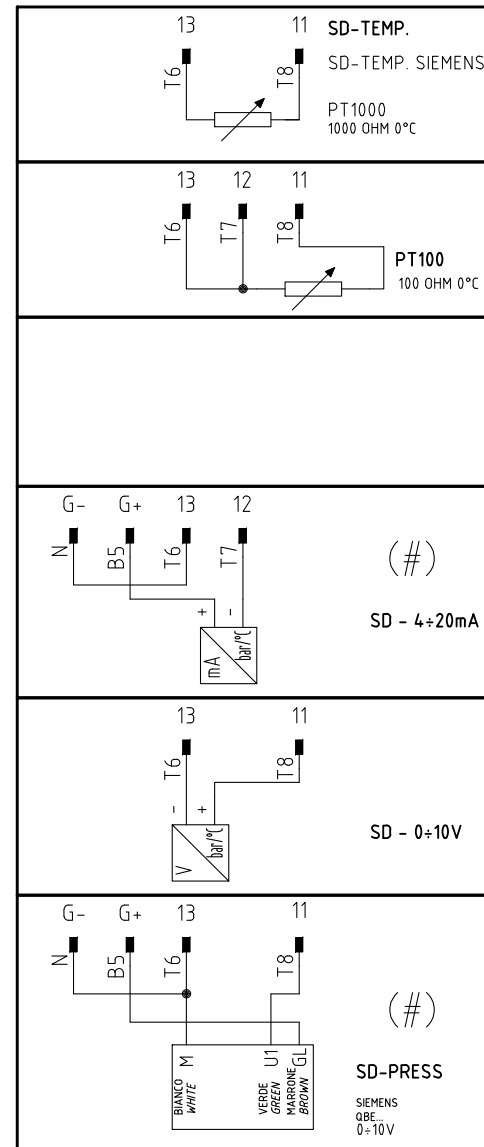 13 11 SD-TEMP.
T6 T8 SD-TEMP. SIEMENS
PT1000
1000 OHM 0°C
13 12 11
T6 T7 T8
PT100
100 OHM 0°C
G- G+ 13 12
N B5 T6 T7
(#)
+ -
mA bar/°C
SD - 4÷20mA
13 11
T6 T8
- +
V bar/°C
SD - 0÷10V
G- G+ 13 11
N B5 T6 T8
(#)
M U1 GL
BIANCO VERDE MARRONE
WHITE GREEN BROWN
SD-PRESS
SIEMENS
QBE...
0÷10V